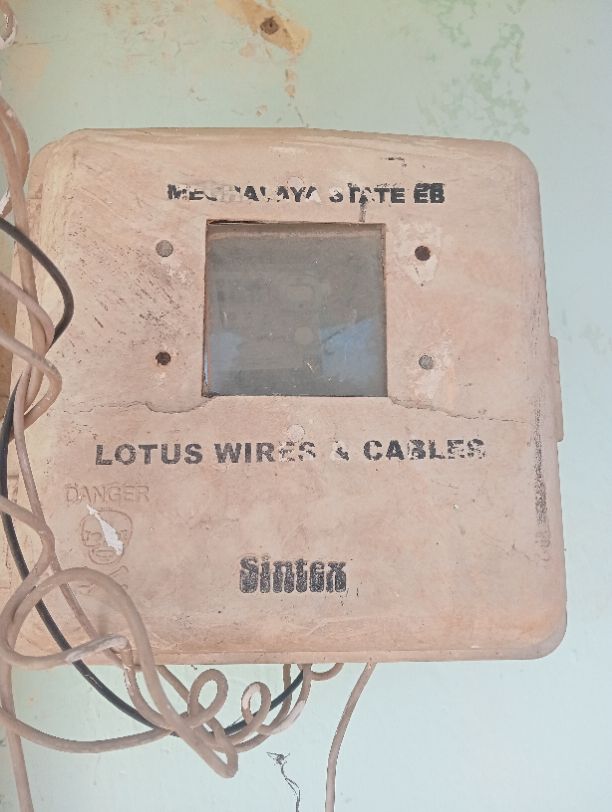 MEGHALAYA STATE EB
LOTUS WIRES & CABLES
DANGER
Sintex